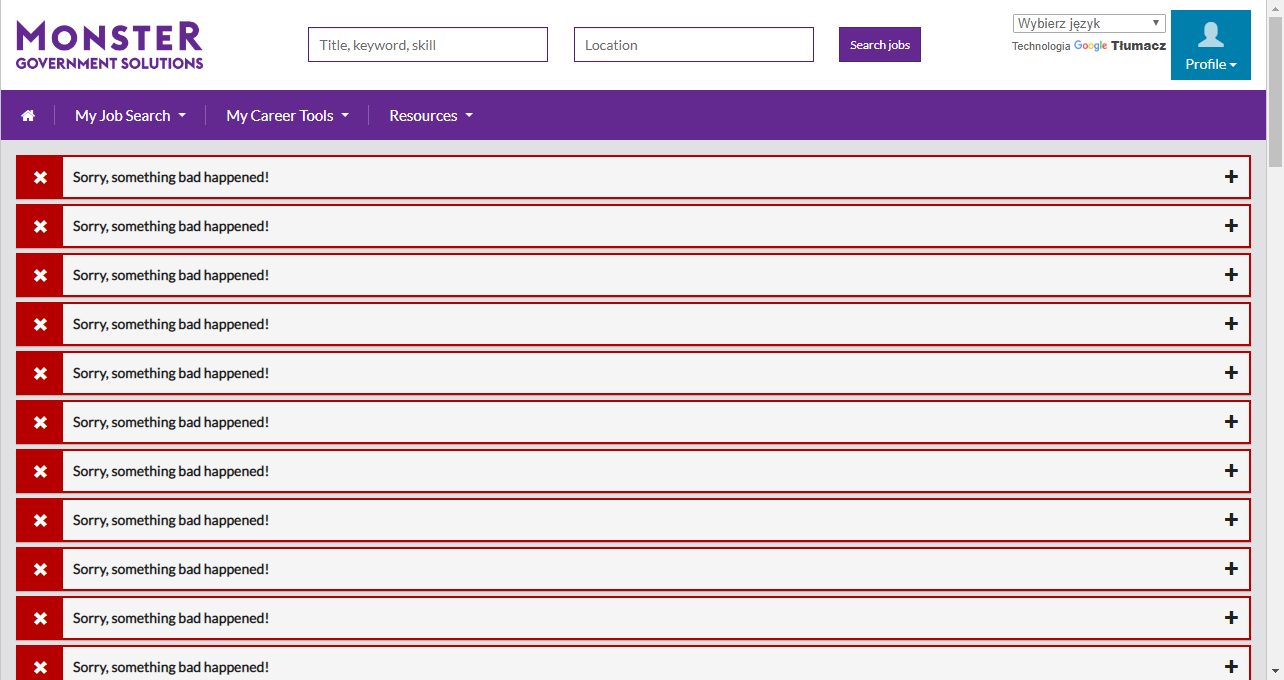 MONSTER
GOVERNMENT SOLUTIONS
Title, keyword, skill
Location
Search jobs
Wybierz język
Technologia Google Tłumacz
Profile
My Job Search
My Career Tools
Resources
Sorry, something bad happened!
Sorry, something bad happened!
Sorry, something bad happened!
Sorry, something bad happened!
Sorry, something bad happened!
Sorry, something bad happened!
Sorry, something bad happened!
Sorry, something bad happened!
Sorry, something bad happened!
Sorry, something bad happened!
Sorry, something bad happened!